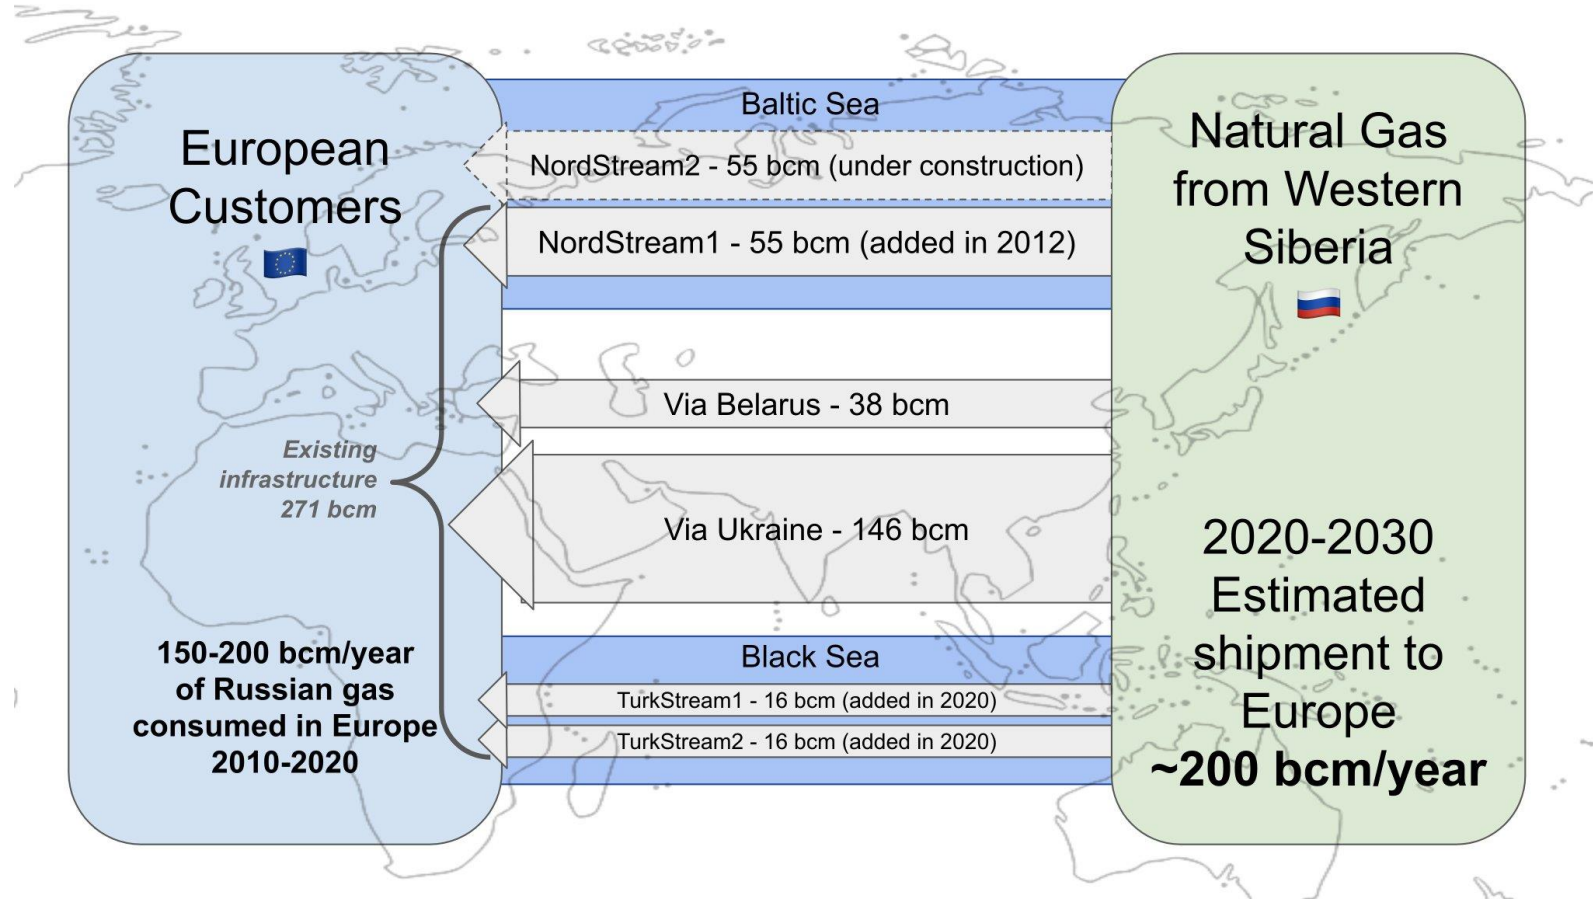 European
Customers
Existing
infrastructure
271 bcm
150-200 bcm/year
of Russian gas
consumed in Europe
2010-2020
Baltic Sea
NordStream2 - 55 bcm (under construction)
NordStream1 - 55 bcm (added in 2012)
Via Belarus - 38 bcm
Via Ukraine - 146 bcm
Black Sea
TurkStream1 - 16 bcm (added in 2020)
TurkStream2 - 16 bcm (added in 2020)
Natural Gas
from Western
Siberia
2020-2030
Estimated
shipment to
Europe
~200 bcm/year